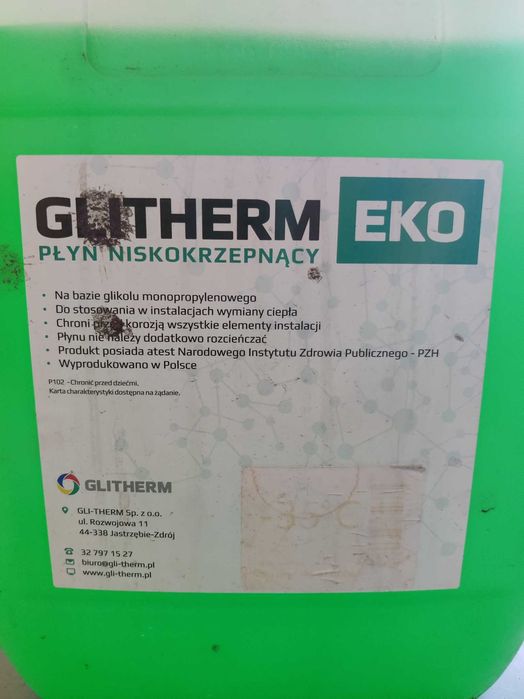 GLITHERM EKO
PŁYN NISKOKRZEPNĄCY
• Na bazie glikolu monopropylenowego
• Do stosowania w instalacjach wymiany ciepła
• Chroni przed korozją wszystkie elementy instalacji
• Płynu nie należy dodatkowo rozcieńczać
• Produkt posiada atest Narodowego Instytutu Zdrowia Publicznego - PZH
• Wyprodukowano w Polsce
P102 - Chronić przed dziećmi.
Karta charakterystyki dostępna na żądanie.
GLITHERM
GLI-THERM Sp. z o.o.
ul. Rozwojowa 11
44-338 Jastrzębie-Zdrój
32 797 15 27
biuro@gli-therm.pl
www.gli-therm.pl
-35°C